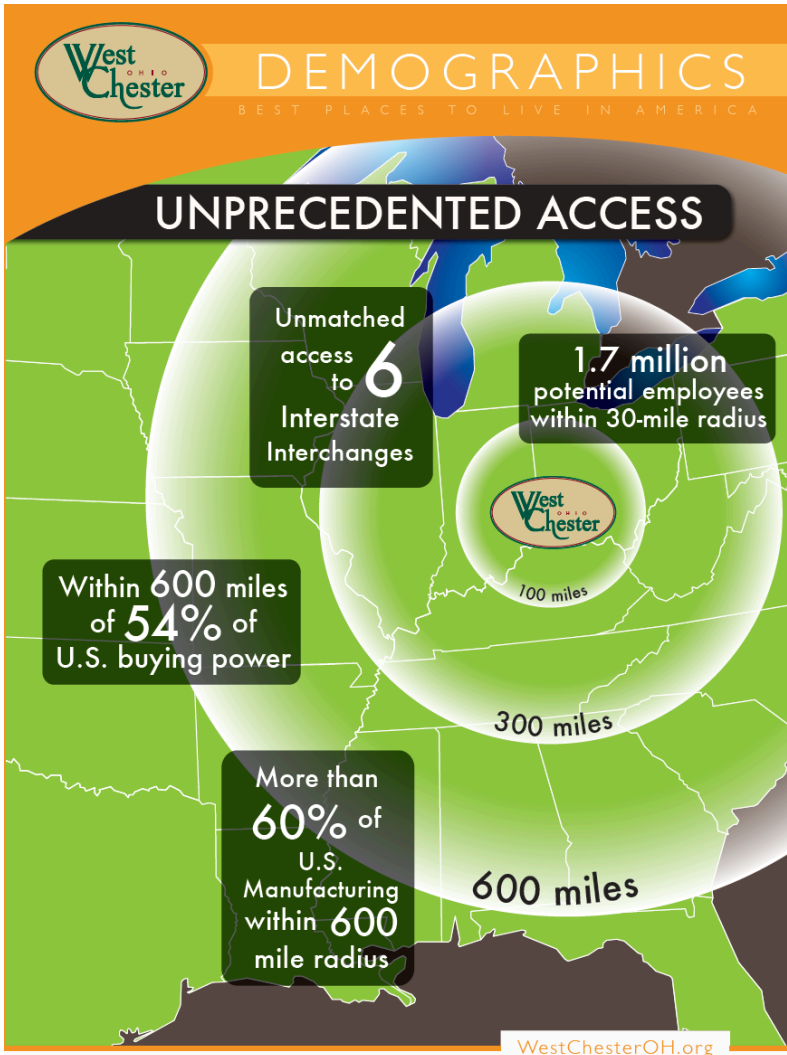 West
OHIO
Chester
DEMOGRAPHICS
BEST PLACES TO LIVE IN AMERICA
UNPRECEDENTED ACCESS
Unmatched
access
to 6
Interstate
Interchanges
1.7 million
potential employees
within 30-mile radius
West
OHIO
Chester
100 miles
Within 600 miles
of 54% of
U.S. buying power
300 miles
More than
60% of
U.S.
Manufacturing
within 600
mile radius
600 miles
WestChesterOH.org